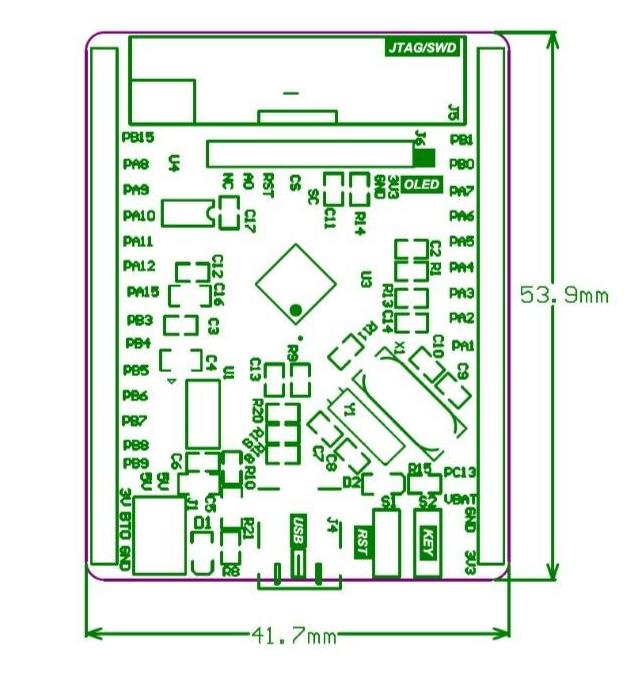 JTAG/SWD
J5
J6
PB15
PA8
PA9
PA10
PA11
PA12
PA15
PB3
PB4
PB5
PB6
PB7
PB8
PB9
U4
NC
A0
RST
CS
SC
3V3
GND
OLED
PB1
PB0
PA7
PA6
PA5
PA4
PA3
PA2
PA1
PC13
VBAT
GND
3V3
C17
C11
R14
C2
R1
R13
C14
U3
C12
C16
C3
C4
U1
R9
C13
R20
R11
X1
C10
C9
Y1
C7
C8
C6
R10
C5
5V
5V
3V
BT0
GND
J1
D1
R21
R8
USB
J4
D2
R15
S1
S2
RST
KEY
53.9mm
41.7mm